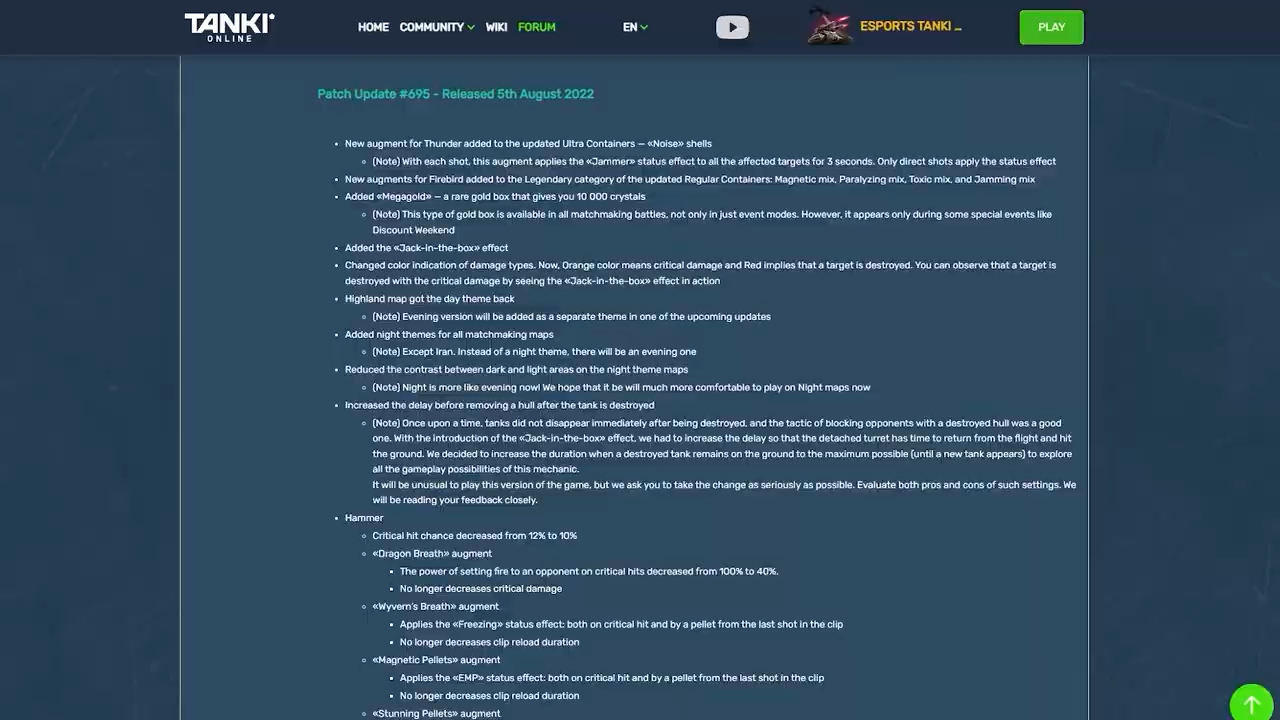 TANKI
ONLINE
HOME
COMMUNITY
WIKI
FORUM
EN
ESPORTS TANKI ...
PLAY
Patch Update #695 - Released 5th August 2022
New augment for Thunder added to the updated Ultra Containers — «Noise» shells
(Note) With each shot, this augment applies the «Jammer» status effect to all the affected targets for 3 seconds. Only direct shots apply the status effect
New augments for Firebird added to the Legendary category of the updated Regular Containers: Magnetic mix, Paralyzing mix, Toxic mix, and Jamming mix
Added «Megagold» — a rare gold box that gives you 10 000 crystals
(Note) This type of gold box is available in all matchmaking battles, not only in just event modes. However, it appears only during some special events like
Discount Weekend
Added the «Jack-in-the-box» effect
Changed color indication of damage types. Now, Orange color means critical damage and Red implies that a target is destroyed. You can observe that a target is
destroyed with the critical damage by seeing the «Jack-in-the-box» effect in action
Highland map got the day theme back
(Note) Evening version will be added as a separate theme in one of the upcoming updates
Added night themes for all matchmaking maps
(Note) Except Iran. Instead of a night theme, there will be an evening one
Reduced the contrast between dark and light areas on the night theme maps
(Note) Night is more like evening now! We hope that it be will much more comfortable to play on Night maps now
Increased the delay before removing a hull after the tank is destroyed
(Note) Once upon a time, tanks did not disappear immediately after being destroyed, and the tactic of blocking opponents with a destroyed hull was a good
one. With the introduction of the «Jack-in-the-box» effect, we had to increase the delay so that the detached turret has time to return from the flight and hit
the ground. We decided to increase the duration when a destroyed tank remains on the ground to the maximum possible (until a new tank appears) to explore
all the gameplay possibilities of this mechanic.
It will be unusual to play this version of the game, but we ask you to take the change as seriously as possible. Evaluate both pros and cons of such settings. We
will be reading your feedback closely.
Hammer
Critical hit chance decreased from 12% to 10%
«Dragon Breath» augment
The power of setting fire to an opponent on critical hits decreased from 100% to 40%.
No longer decreases critical damage
«Wyvern's Breath» augment
Applies the «Freezing» status effect: both on critical hit and by a pellet from the last shot in the clip
No longer decreases clip reload duration
«Magnetic Pellets» augment
Applies the «EMP» status effect: both on critical hit and by a pellet from the last shot in the clip
No longer decreases clip reload duration
«Stunning Pellets» augment